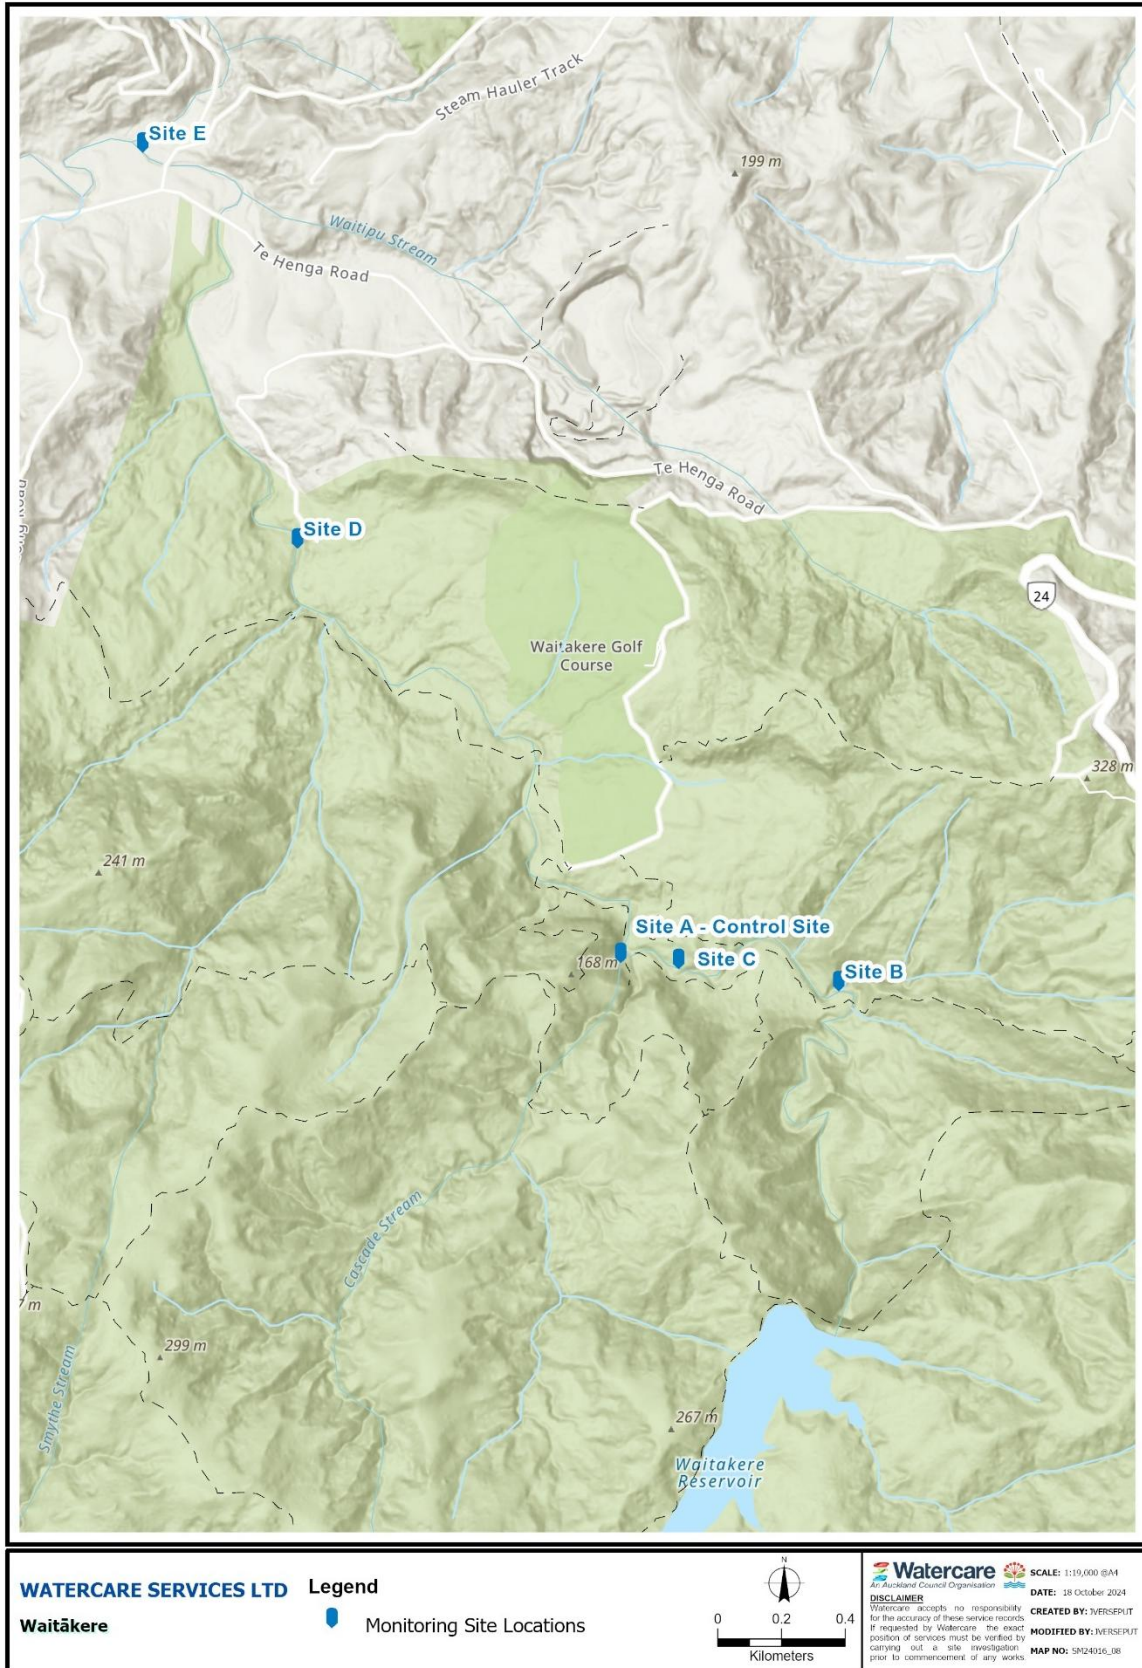 Steam Hauler Track
Site E
199 m
Waitipu Stream
Te Henga Road
Te Henga Road
Road
Site D
24
Waitakere Golf
Course
328 m
241 m
Site A - Control Site
168 m
Site C
Site B
Cascade Stream
7 m
299 m
Smythe Stream
267 m
Waitakere
Reservoir
WATERCARE SERVICES LTD
Waitākere
Legend
Monitoring Site Locations
N
0 0.2 0.4
Kilometers
Watercare
An Auckland Council Organisation
DISCLAIMER
Watercare accepts no responsibility
for the accuracy of these service records
If requested by Watercare the exact
position of services must be verified by
carrying out a site investigation
prior to commencement of any works
SCALE: 1:19,000 @A4
DATE: 18 October 2024
CREATED BY: JVERSEPUT
MODIFIED BY: JVERSEPUT
MAP NO: SM24016_08